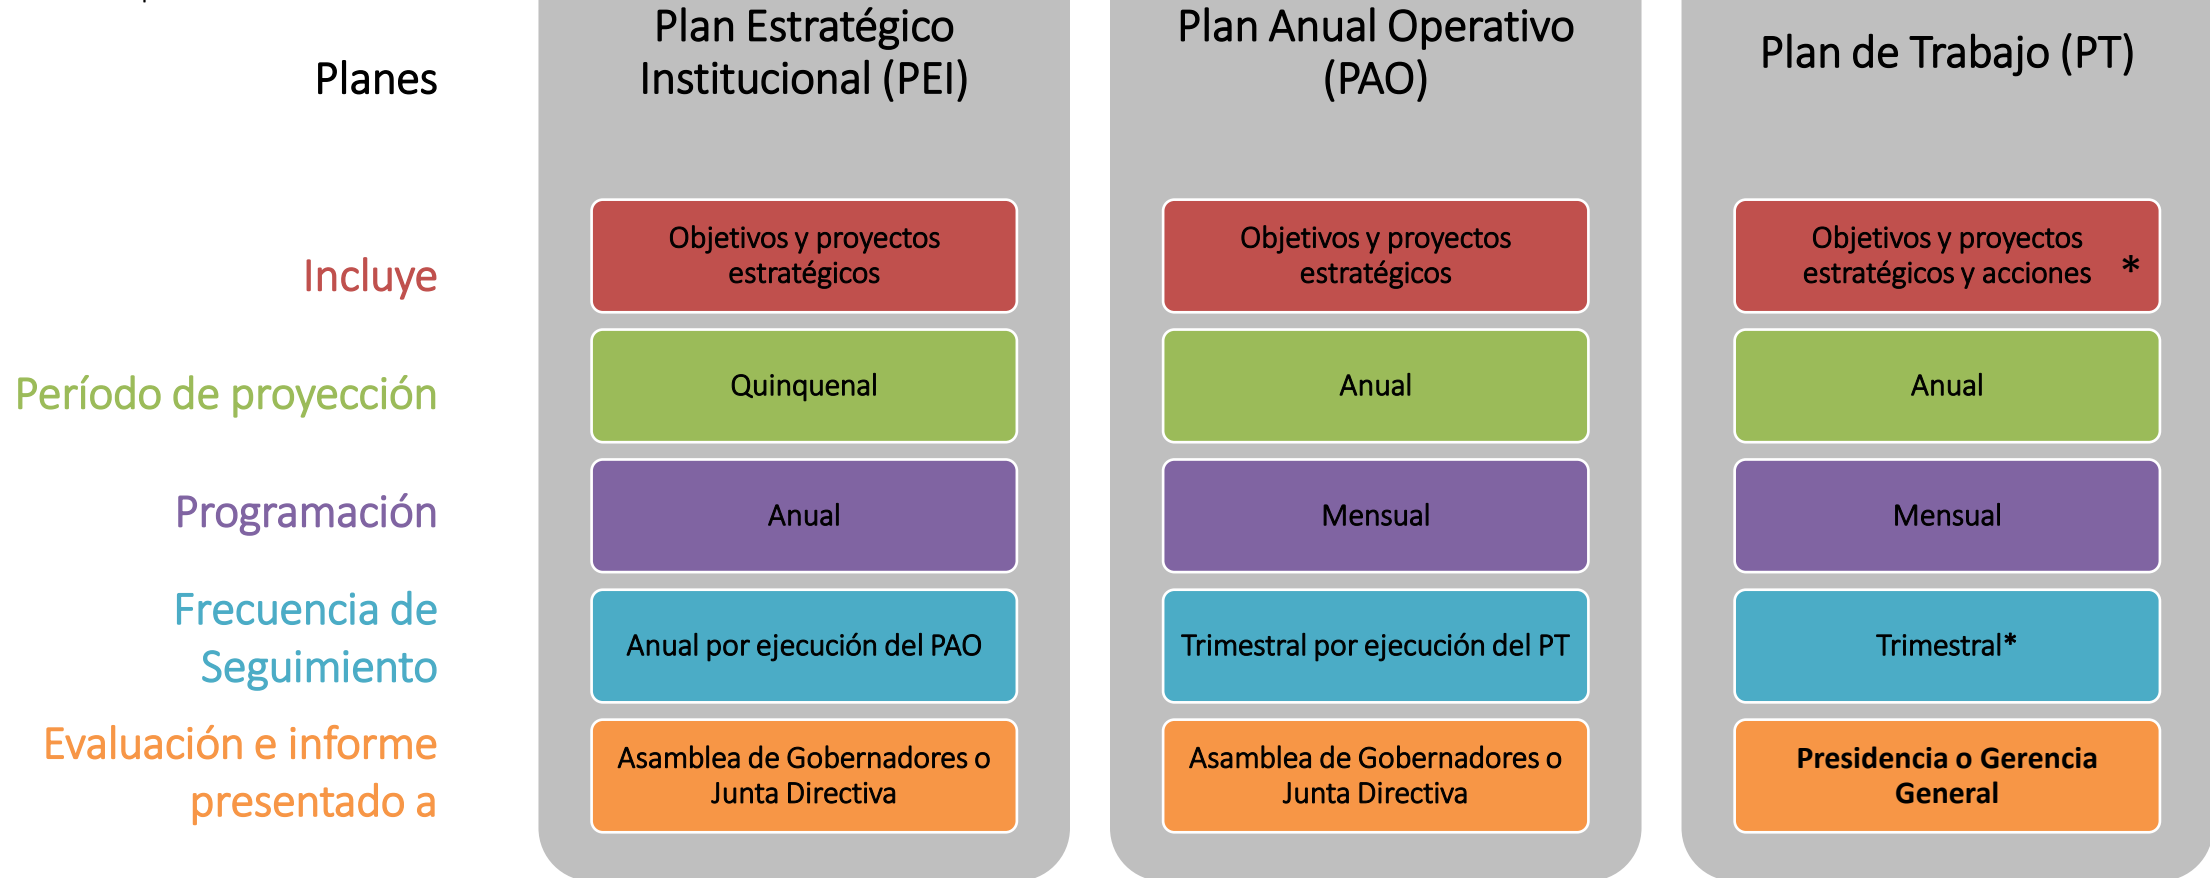 Planes
Plan Estratégico
Institucional (PEI)
Plan Anual Operativo
(PAO)
Plan de Trabajo (PT)
Incluye
Objetivos y proyectos
estratégicos
Objetivos y proyectos
estratégicos
Objetivos y proyectos
estratégicos y acciones *
Período de proyección
Quinquenal
Anual
Anual
Programación
Anual
Mensual
Mensual
Frecuencia de
Seguimiento
Anual por ejecución del PAO
Trimestral por ejecución del PT
Trimestral*
Evaluación e informe
presentado a
Asamblea de Gobernadores o
Junta Directiva
Asamblea de Gobernadores o
Junta Directiva
Presidencia o Gerencia
General